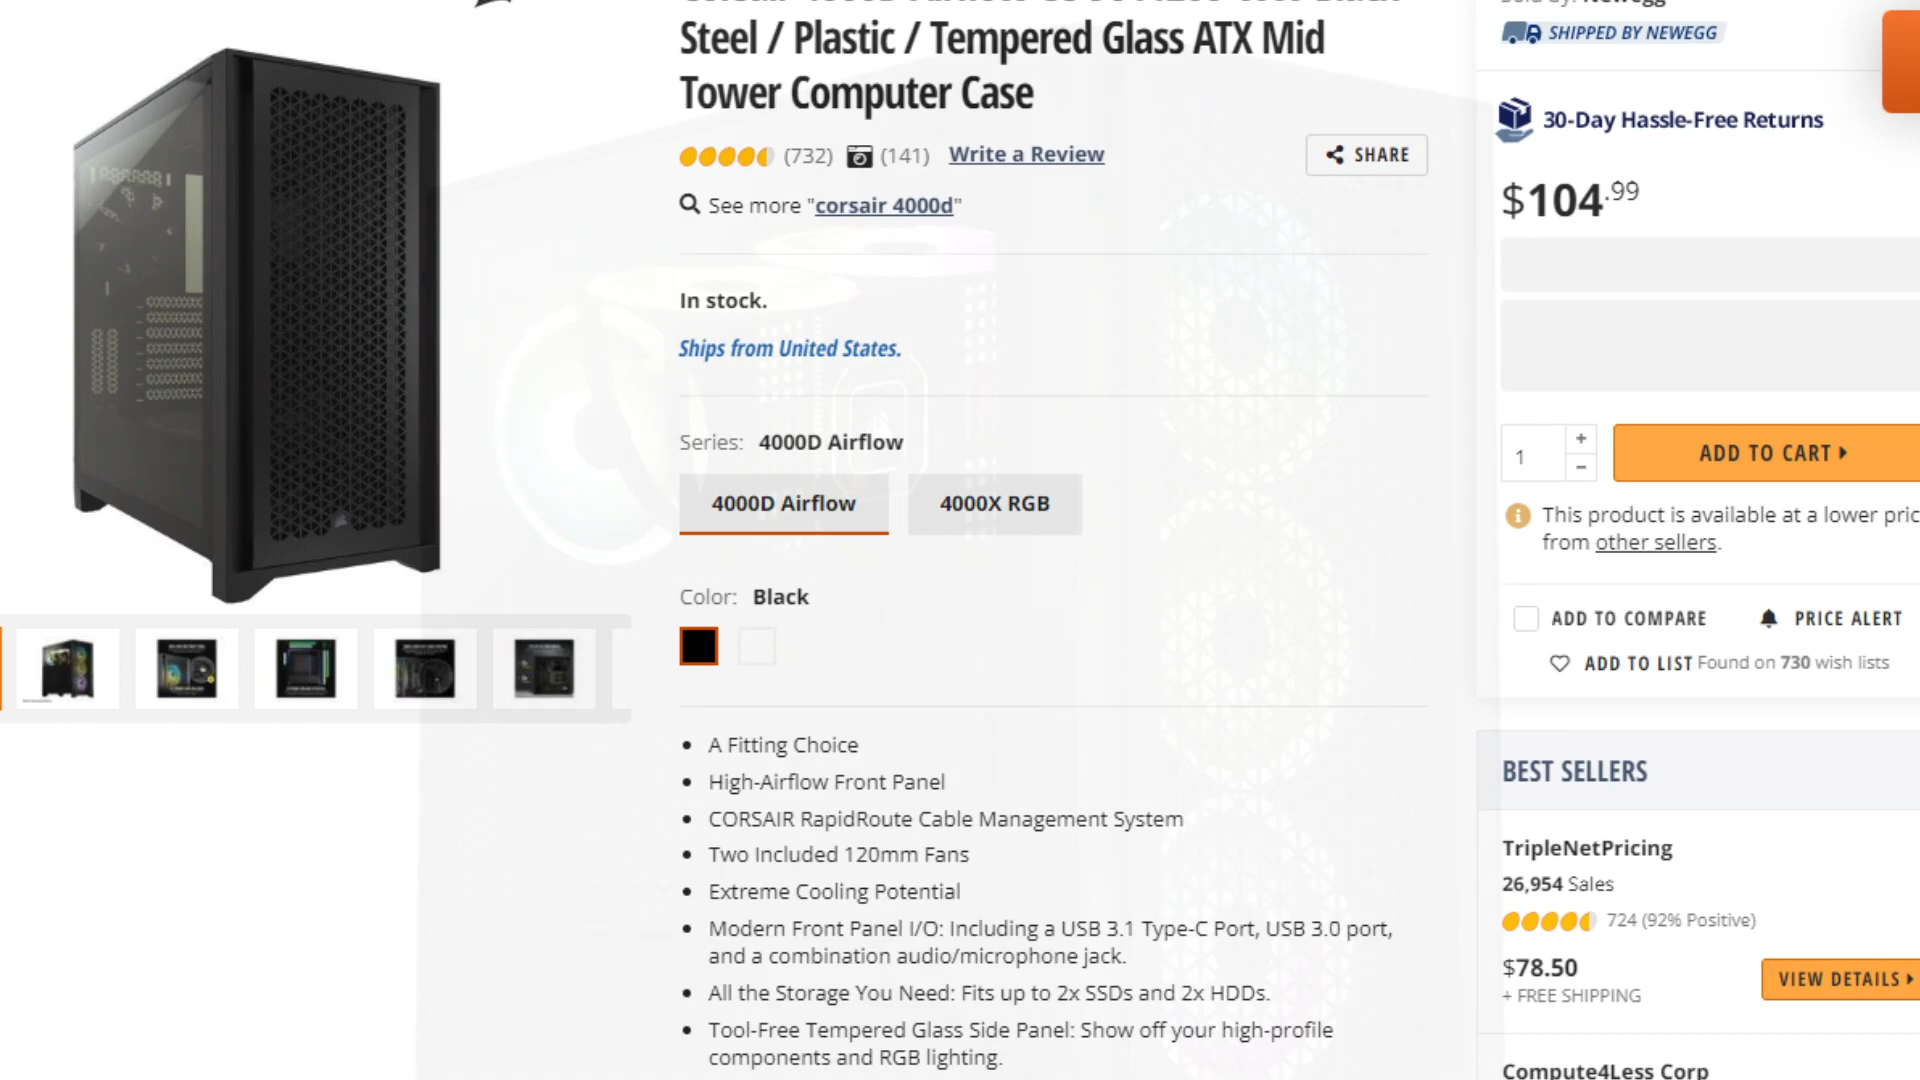 Steel / Plastic / Tempered Glass ATX Mid
Tower Computer Case
(732) (141) Write a Review
SHARE
See more "corsair 4000d"
In stock.
Ships from United States.
Series: 4000D Airflow
4000D Airflow
4000X RGB
Color: Black
A Fitting Choice
High-Airflow Front Panel
CORSAIR RapidRoute Cable Management System
Two Included 120mm Fans
Extreme Cooling Potential
Modern Front Panel I/O: Including a USB 3.1 Type-C Port, USB 3.0 port,
and a combination audio/microphone jack.
All the Storage You Need: Fits up to 2x SSDs and 2x HDDs.
Tool-Free Tempered Glass Side Panel: Show off your high-profile
components and RGB lighting.
SHIPPED BY NEWEGG
30-Day Hassle-Free Returns
$104.99
1 + −
ADD TO CART
This product is available at a lower pric
from other sellers.
ADD TO COMPARE
PRICE ALERT
ADD TO LIST Found on 730 wish lists
BEST SELLERS
TripleNetPricing
26,954 Sales
724 (92% Positive)
$78.50
+ FREE SHIPPING
VIEW DETAILS
Compute4Less Corp